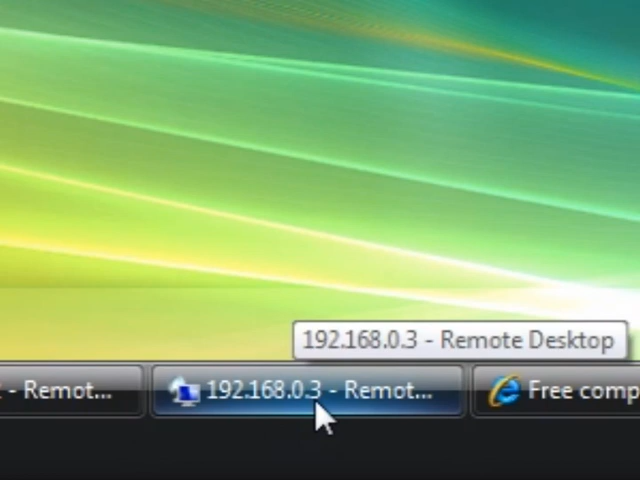 192.168.0.3 - Remote Desktop
- Remot...
192.168.0.3 - Remot...
Free comp